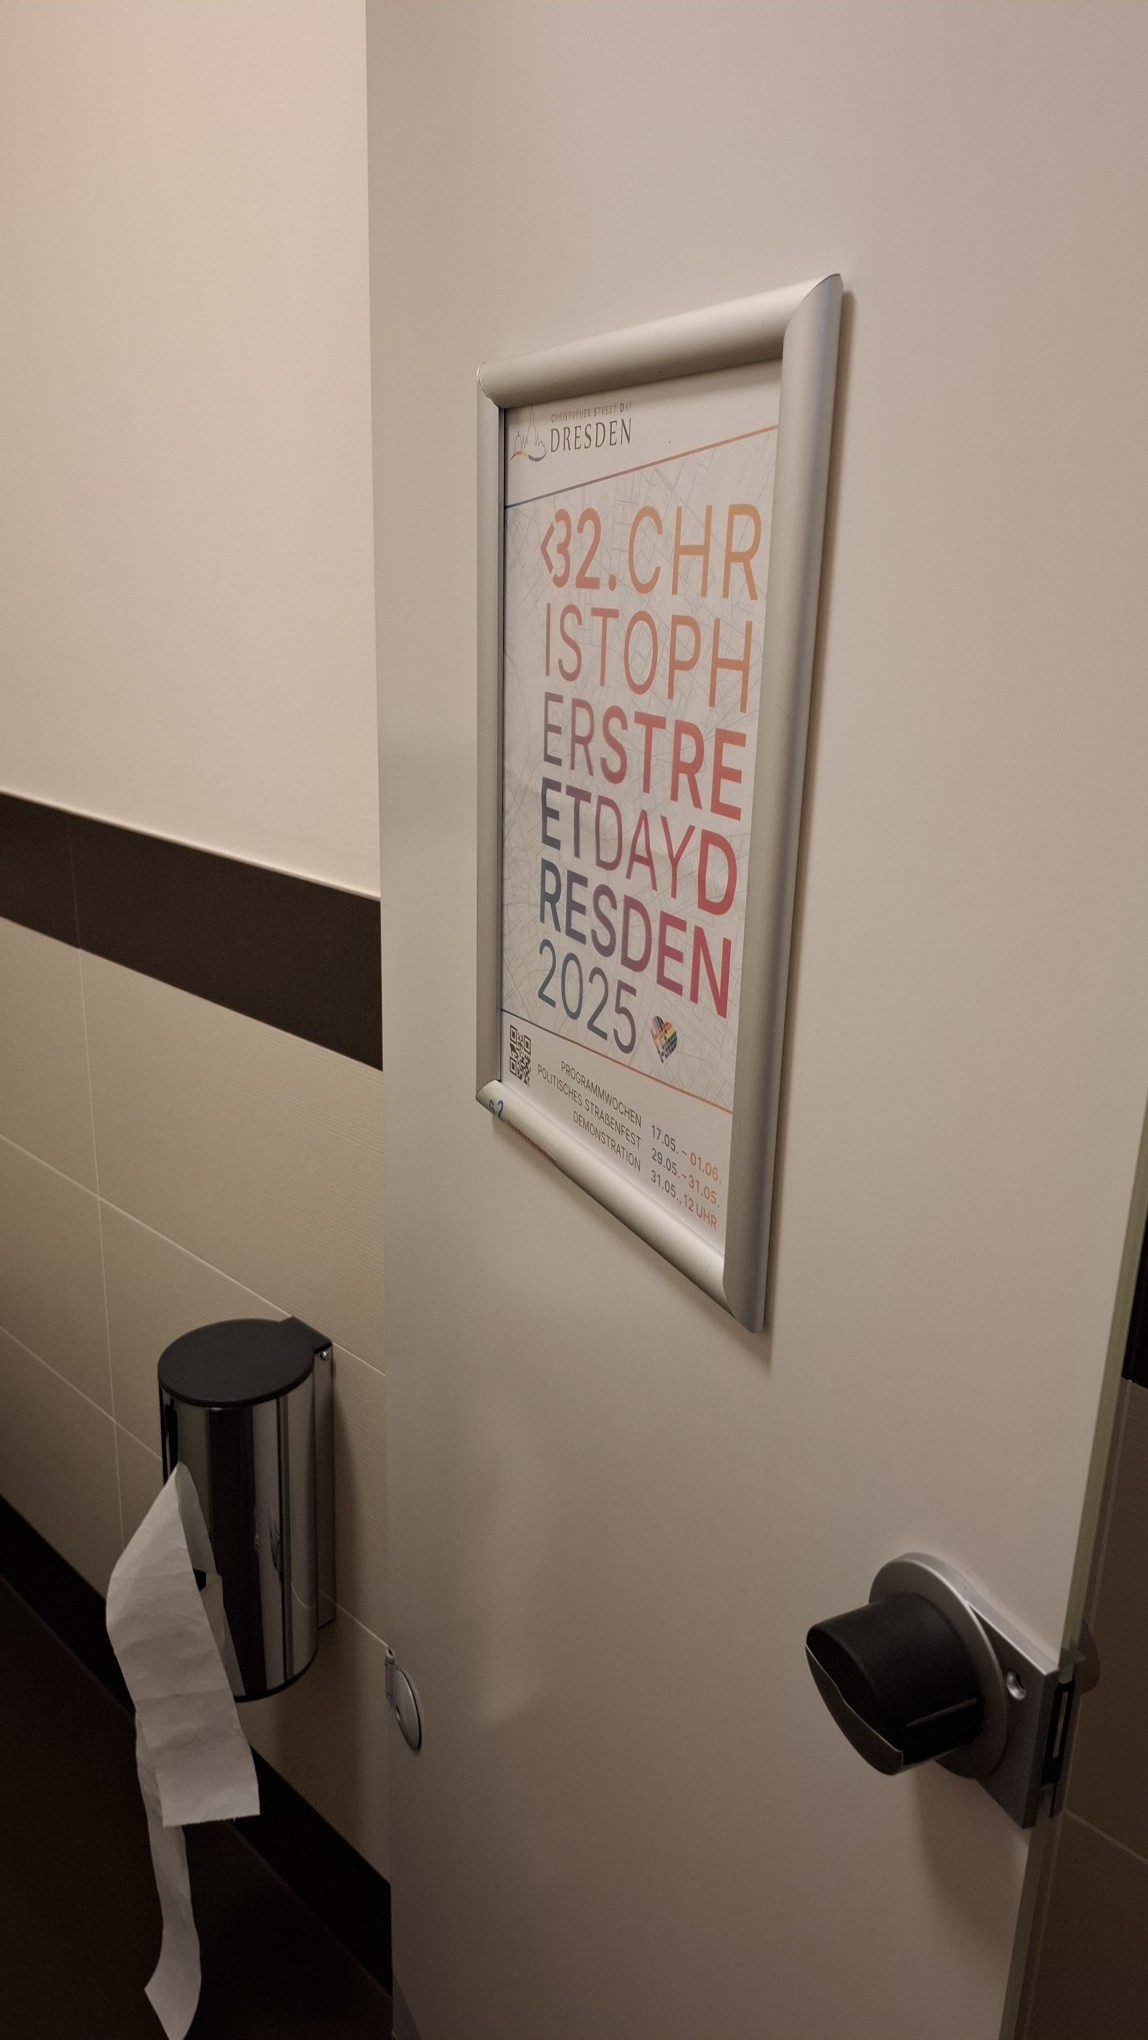 CHRISTOPHER STREET DAY
DRESDEN
<32. CHR
ISTOPH
ERSTRE
ETDAYD
RESDEN
2025
PROGRAMMWOCHEN 17.05. – 01.06.
POLITISCHES STRAßENFEST 29.05. – 31.05.
DEMONSTRATION 31.05., 12 UHR